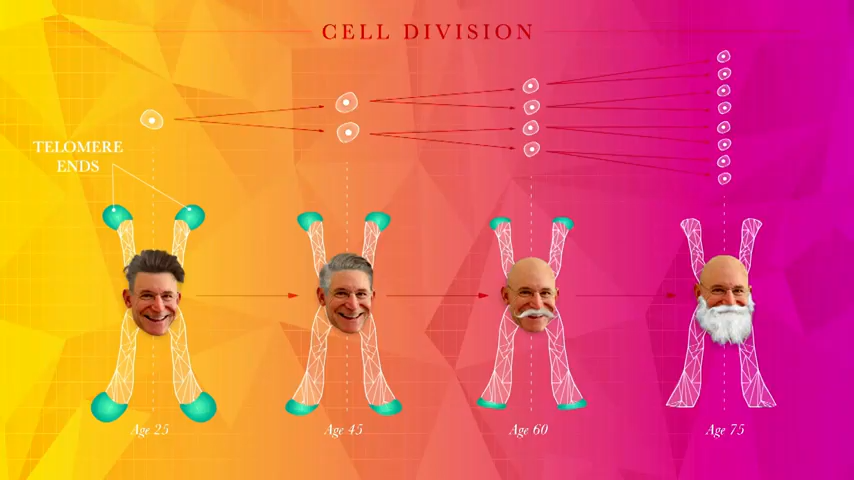 CELL DIVISION
TELOMERE
ENDS
Age 25
Age 45
Age 60
Age 75